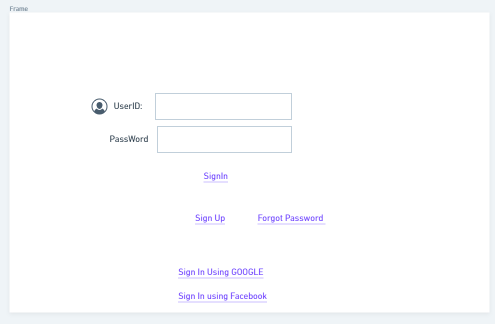 Frame
UserID:
PassWord
SignIn
Sign Up Forgot Password
Sign In Using GOOGLE
Sign In using Facebook